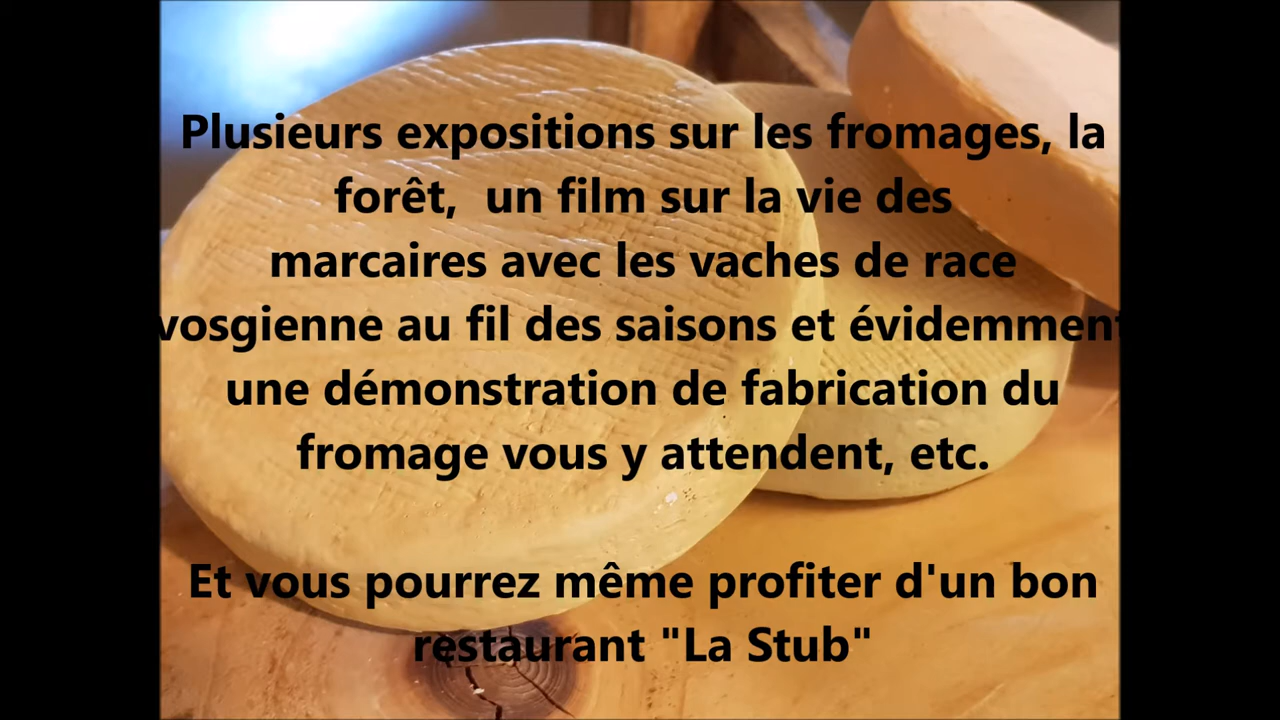 Plusieurs expositions sur les fromages, la
forêt,  un film sur la vie des
marcaires avec les vaches de race
vosgienne au fil des saisons et évidemment
une démonstration de fabrication du
fromage vous y attendent, etc.
Et vous pourrez même profiter d'un bon
restaurant "La Stub"